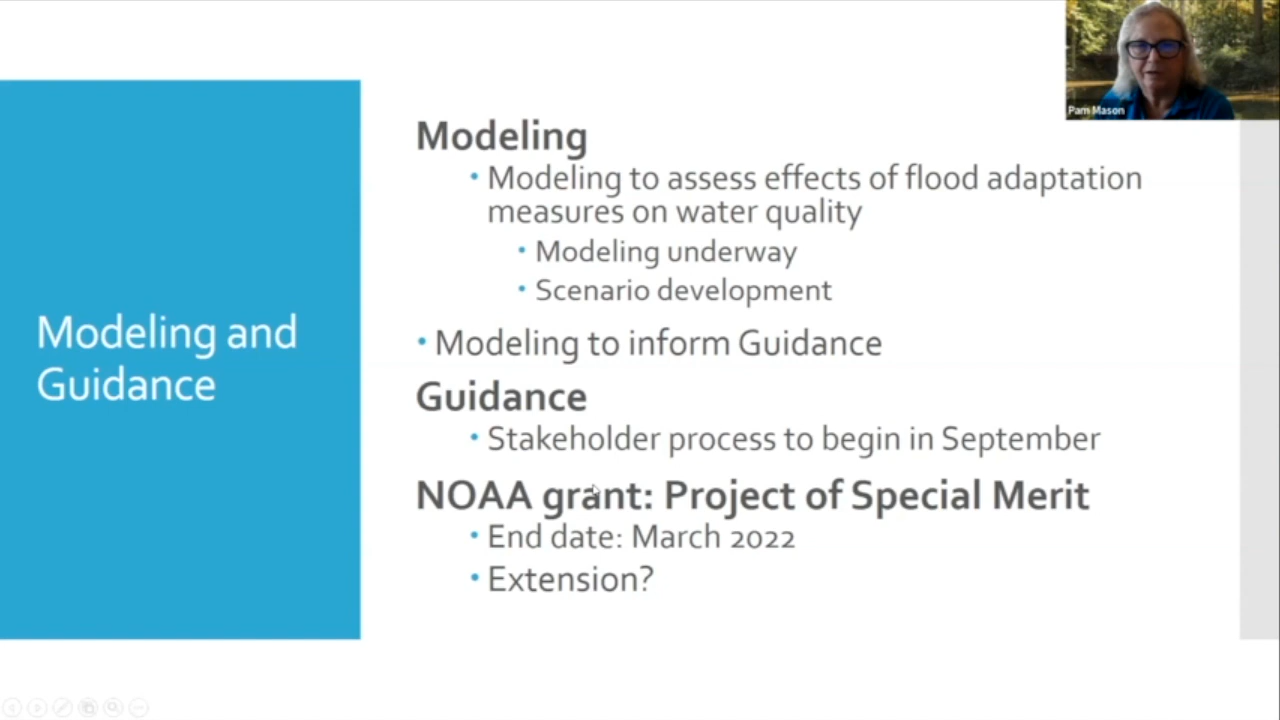 Pam Mason
Modeling and
Guidance
Modeling
• Modeling to assess effects of flood adaptation
measures on water quality
• Modeling underway
• Scenario development
• Modeling to inform Guidance
Guidance
• Stakeholder process to begin in September
NOAA grant: Project of Special Merit
• End date: March 2022
• Extension?